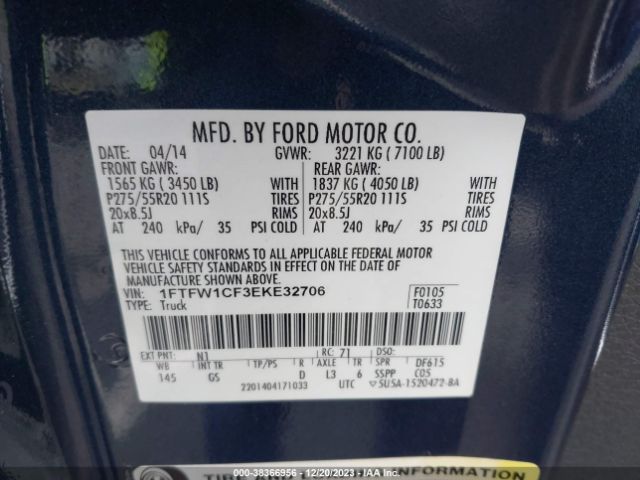 MFD. BY FORD MOTOR CO.
DATE: 04/14 GVWR: 3221 KG ( 7100 LB)
FRONT GAWR: REAR GAWR:
1565 KG ( 3450 LB) WITH 1837 KG ( 4050 LB) WITH
P275/55R20 111S TIRES P275/55R20 111S TIRES
20x8.5J RIMS 20x8.5J RIMS
AT 240 kPa/ 35 PSI COLD AT 240 kPa/ 35 PSI COLD
THIS VEHICLE CONFORMS TO ALL APPLICABLE FEDERAL MOTOR
VEHICLE SAFETY STANDARDS IN EFFECT ON THE DATE OF
MANUFACTURE SHOWN ABOVE.
VIN: 1FTFW1CF3EKE32706 F0105
TYPE: Truck T0633
EXT PNT: N1 RC: 71 DSO:
WB INT TR TP/PS R AXLE TR SPR DF615
145 GS D L3 6 SSPP C05
2201404171033 UTC SUSA-1520472-BA
TIRE AND LOADING INFORMATION
000-38366956 - 12/20/2023 - IAA Inc.